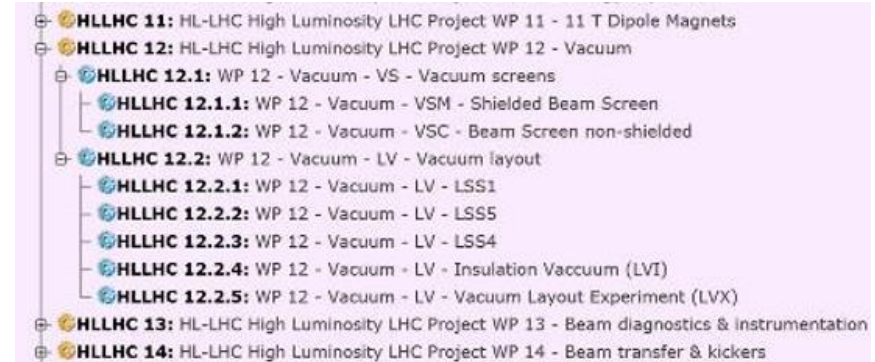 HLLHC 11: HL-LHC High Luminosity LHC Project WP 11 - 11 T Dipole Magnets
HLLHC 12: HL-LHC High Luminosity LHC Project WP 12 - Vacuum
HLLHC 12.1: WP 12 - Vacuum - VS - Vacuum screens
HLLHC 12.1.1: WP 12 - Vacuum - VSM - Shielded Beam Screen
HLLHC 12.1.2: WP 12 - Vacuum - VSC - Beam Screen non-shielded
HLLHC 12.2: WP 12 - Vacuum - LV - Vacuum layout
HLLHC 12.2.1: WP 12 - Vacuum - LV - LSS1
HLLHC 12.2.2: WP 12 - Vacuum - LV - LSS5
HLLHC 12.2.3: WP 12 - Vacuum - LV - LSS4
HLLHC 12.2.4: WP 12 - Vacuum - LV - Insulation Vaccuum (LVI)
HLLHC 12.2.5: WP 12 - Vacuum - LV - Vacuum Layout Experiment (LVX)
HLLHC 13: HL-LHC High Luminosity LHC Project WP 13 - Beam diagnostics & instrumentation
HLLHC 14: HL-LHC High Luminosity LHC Project WP 14 - Beam transfer & kickers